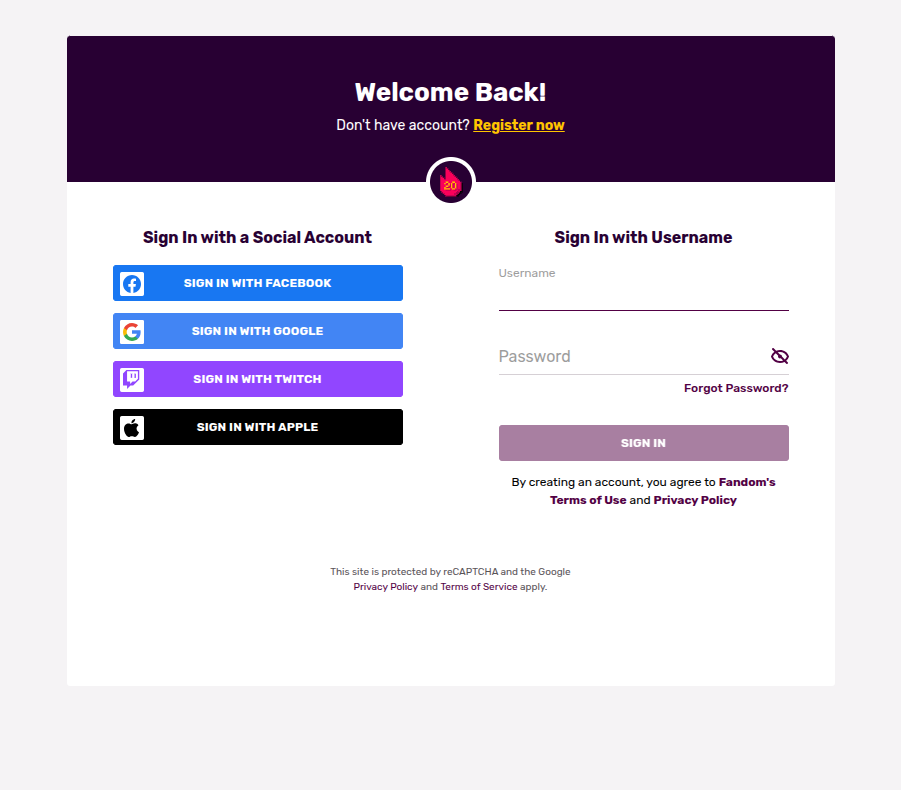 Welcome Back!
Don't have account? Register now
20
Sign In with a Social Account
SIGN IN WITH FACEBOOK
SIGN IN WITH GOOGLE
SIGN IN WITH TWITCH
SIGN IN WITH APPLE
Sign In with Username
Username
Password
Forgot Password?
SIGN IN
By creating an account, you agree to Fandom's
Terms of Use and Privacy Policy
This site is protected by reCAPTCHA and the Google
Privacy Policy and Terms of Service apply.